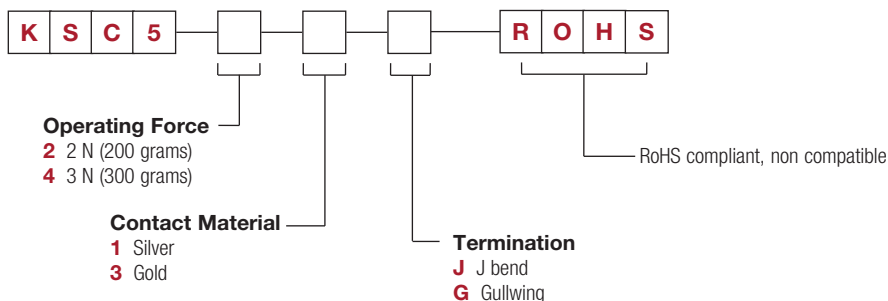 K S C 5 R O H S
Operating Force
2 2 N (200 grams)
4 3 N (300 grams)
RoHS compliant, non compatible
Contact Material
1 Silver
3 Gold
Termination
J J bend
G Gullwing